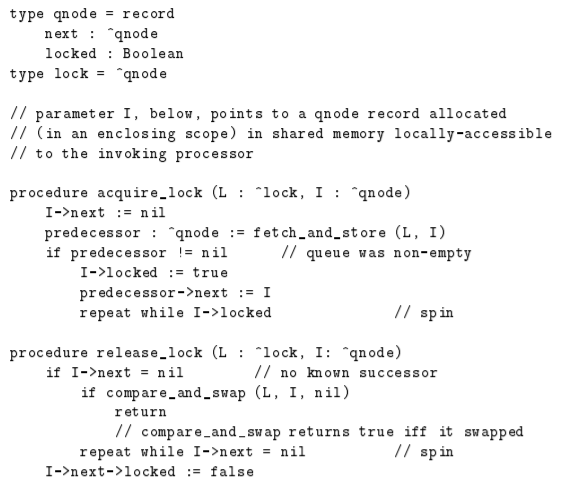 type qnode = record
    next : ^qnode
    locked : Boolean
type lock = ^qnode

// parameter I, below, points to a qnode record allocated
// (in an enclosing scope) in shared memory locally-accessible
// to the invoking processor

procedure acquire_lock (L : ^lock, I : ^qnode)
    I->next := nil
    predecessor : ^qnode := fetch_and_store (L, I)
    if predecessor != nil      // queue was non-empty
        I->locked := true
        predecessor->next := I
        repeat while I->locked              // spin

procedure release_lock (L : ^lock, I: ^qnode)
    if I->next = nil        // no known successor
        if compare_and_swap (L, I, nil)
            return
            // compare_and_swap returns true iff it swapped
        repeat while I->next = nil          // spin
    I->next->locked := false